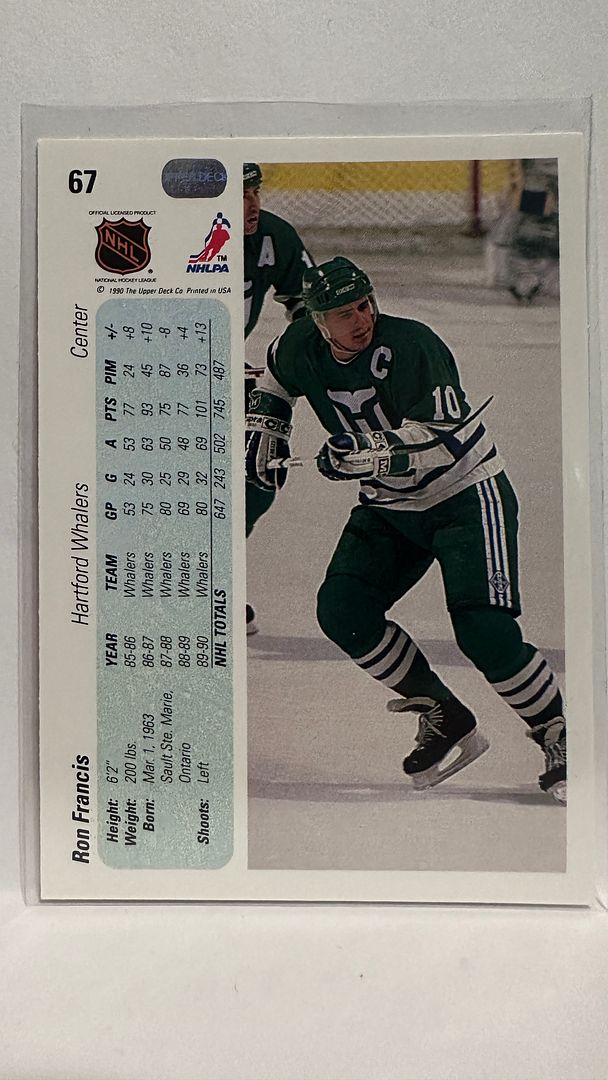 67
UPPER DECK
OFFICIAL LICENSED PRODUCT
NHL
®
NATIONAL HOCKEY LEAGUE
TM
NHLPA
© 1990 The Upper Deck Co. Printed in USA
Ron Francis Hartford Whalers Center
Height: 6'2"
Weight: 200 lbs.
Born: Mar. 1, 1963
Sault Ste. Marie,
Ontario
Shoots: Left
YEAR TEAM GP G A PTS PIM +/-
85-86 Whalers 53 24 53 77 24 +8
86-87 Whalers 75 30 63 93 45 +10
87-88 Whalers 80 25 50 75 87 -8
88-89 Whalers 69 29 48 77 36 +4
89-90 Whalers 80 32 69 101 73 +13
NHL TOTALS 647 243 502 745 487
A
C
10